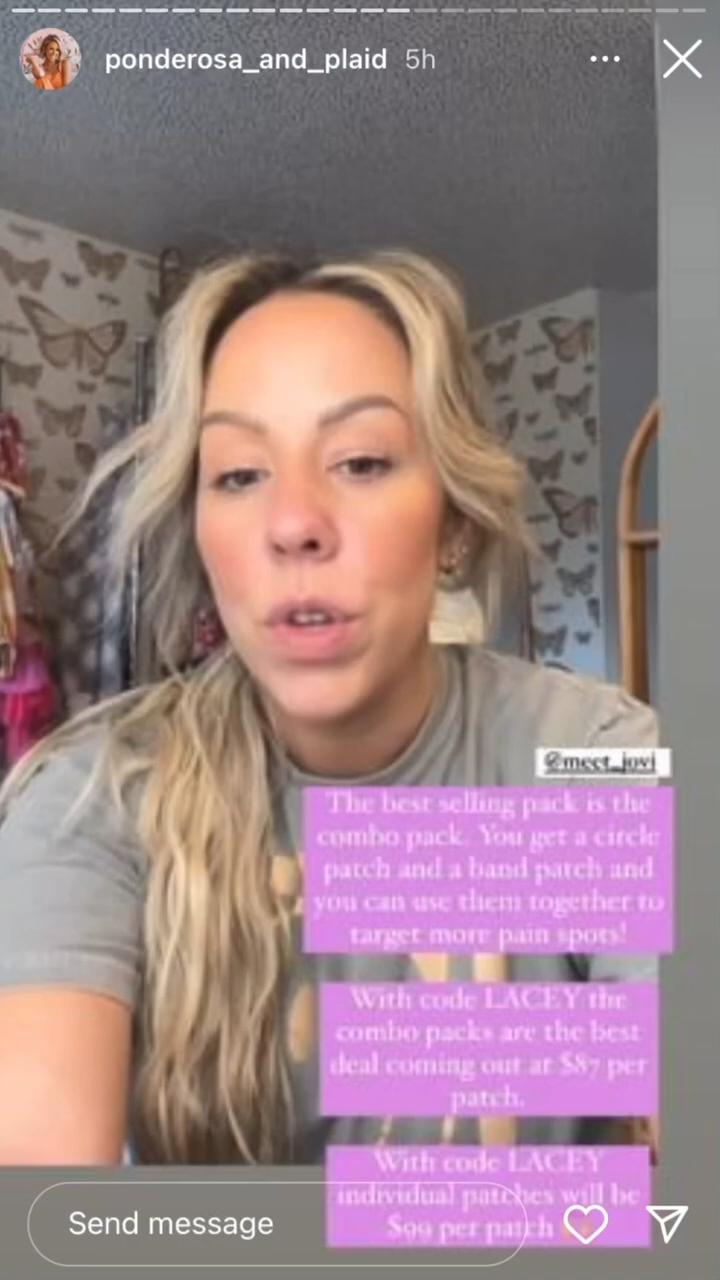 ponderosa_and_plaid 5h
@meet_jovi
The best selling pack is the
combo pack. You get a circle
patch and a band patch and
you can use them together to
target more pain spots!
With code LACEY the
combo packs are the best
deal coming out at $87 per
patch.
With code LACEY
individual patches will be
$99 per patch
Send message